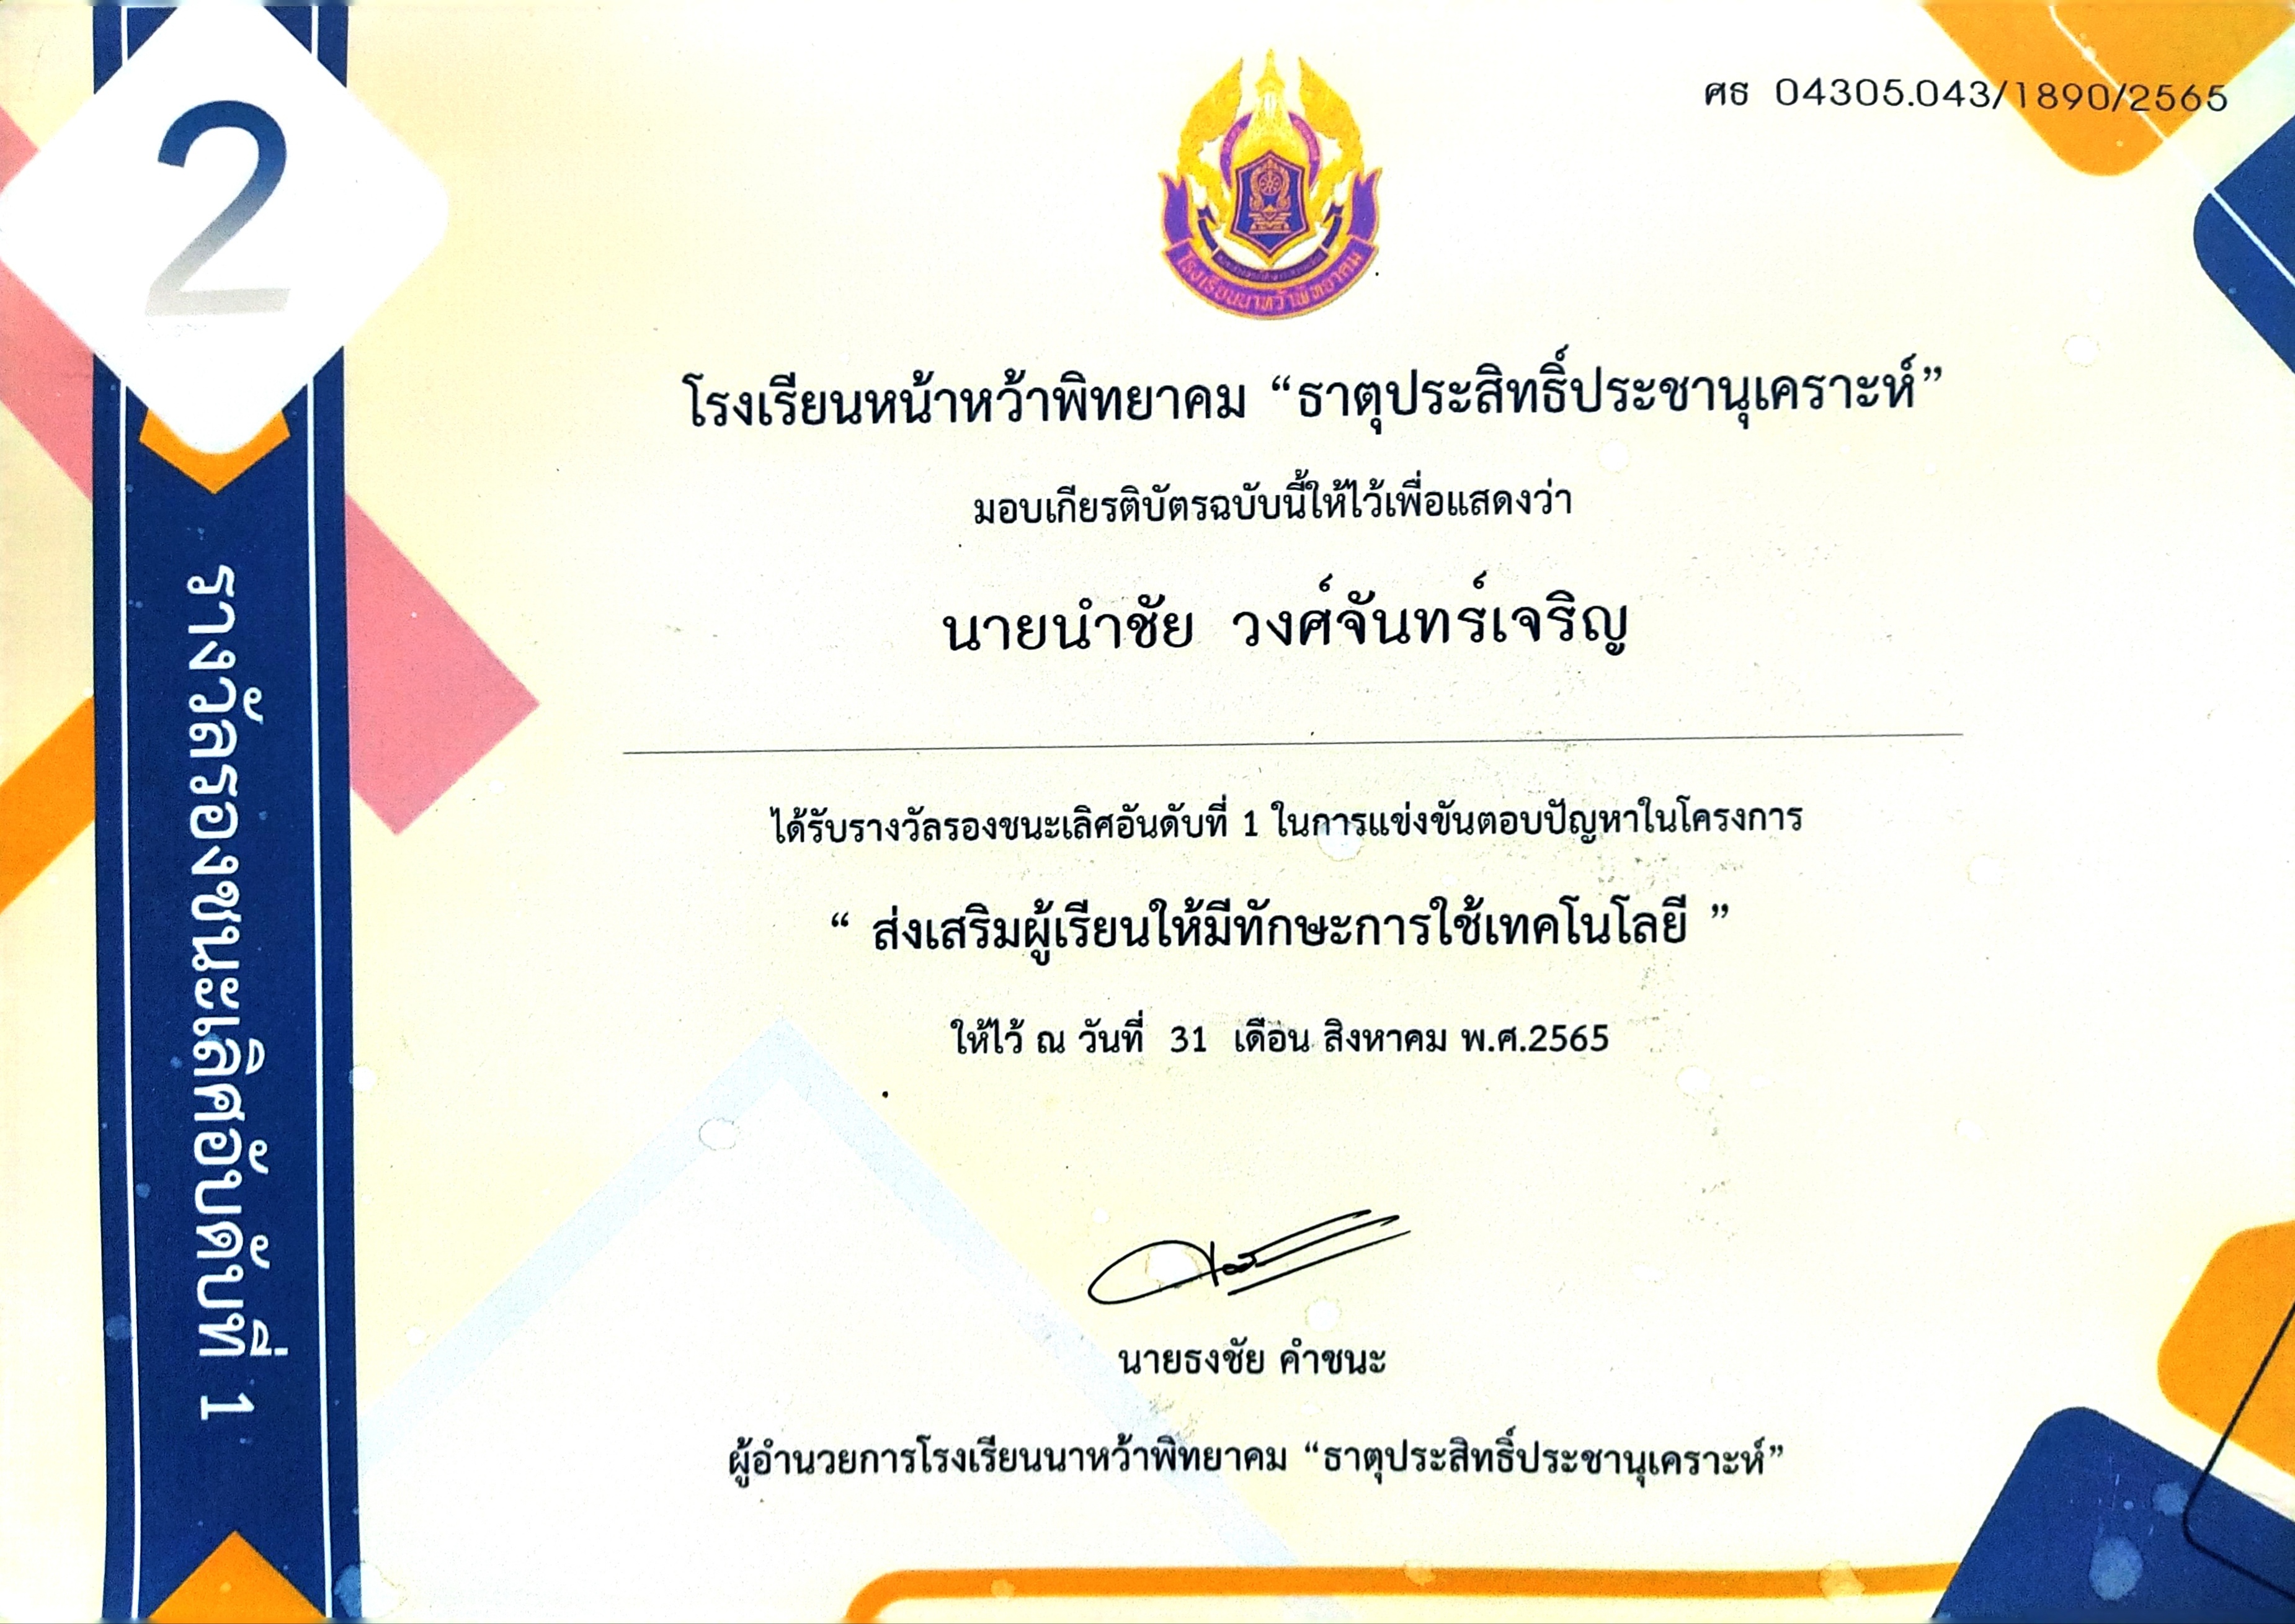 2
ศธ 04305.043/1890/2565
โรงเรียนนาหว้าพิทยาคม
โรงเรียนหน้าหว้าพิทยาคม “ธาตุประสิทธิ์ประชานุเคราะห์”
มอบเกียรติบัตรฉบับนี้ให้ไว้เพื่อแสดงว่า
นายนำชัย วงศ์จันทร์เจริญ
ได้รับรางวัลรองชนะเลิศอันดับที่ 1 ในการแข่งขันตอบปัญหาในโครงการ
“ ส่งเสริมผู้เรียนให้มีทักษะการใช้เทคโนโลยี ”
ให้ไว้ ณ วันที่ 31 เดือน สิงหาคม พ.ศ.2565
นายธงชัย คำชนะ
ผู้อำนวยการโรงเรียนนาหว้าพิทยาคม “ธาตุประสิทธิ์ประชานุเคราะห์”
รางวัลรองชนะเลิศอันดับที่ 1